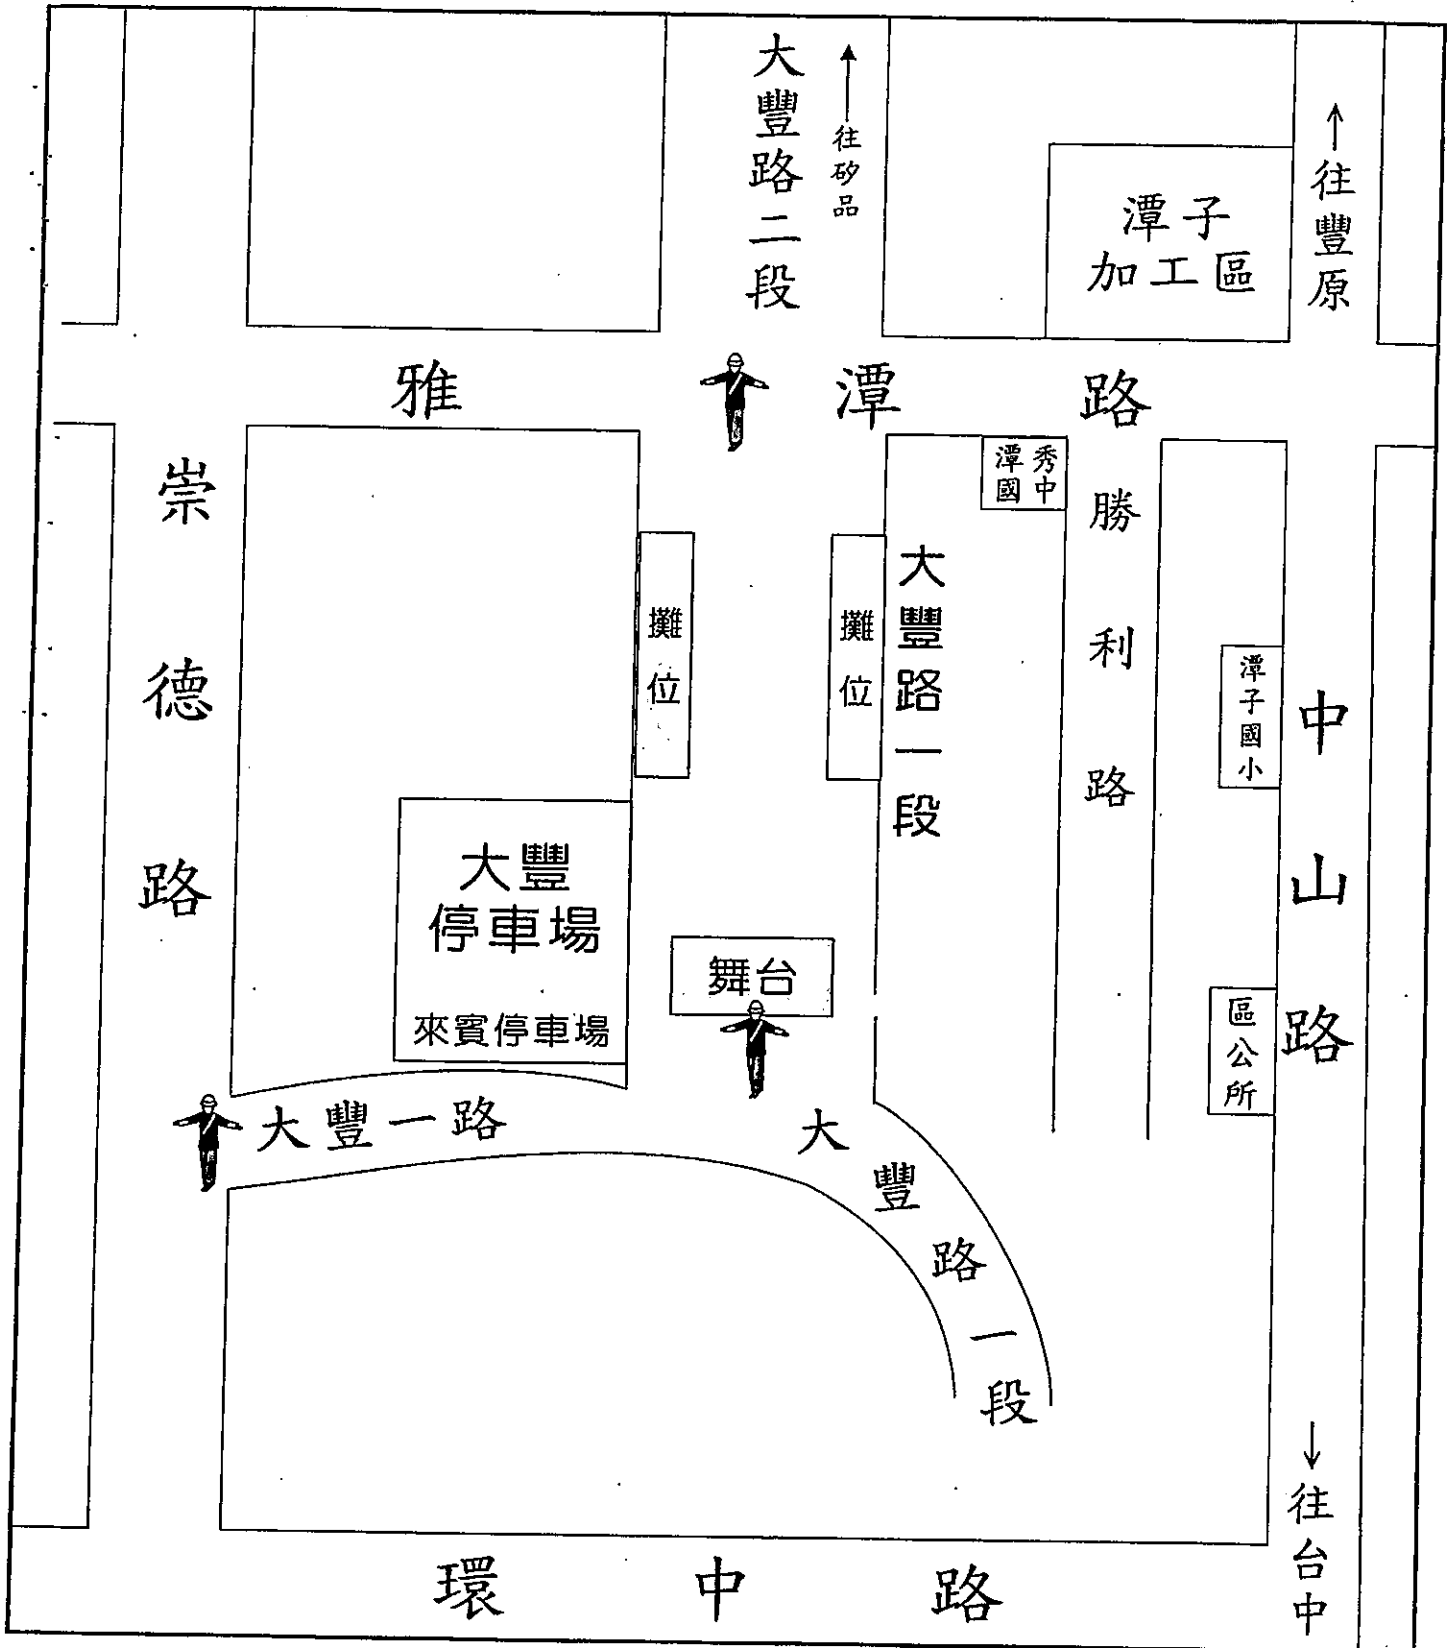 大豐路二段
往矽品
往豐原
潭子
加工區
雅潭路
崇德路
潭秀
國中
勝利路
大豐路一段
攤位
攤位
潭子國小
中山路
大豐
停車場
來賓停車場
舞台
區公所
大豐一路
大豐路一段
往台中
環中路